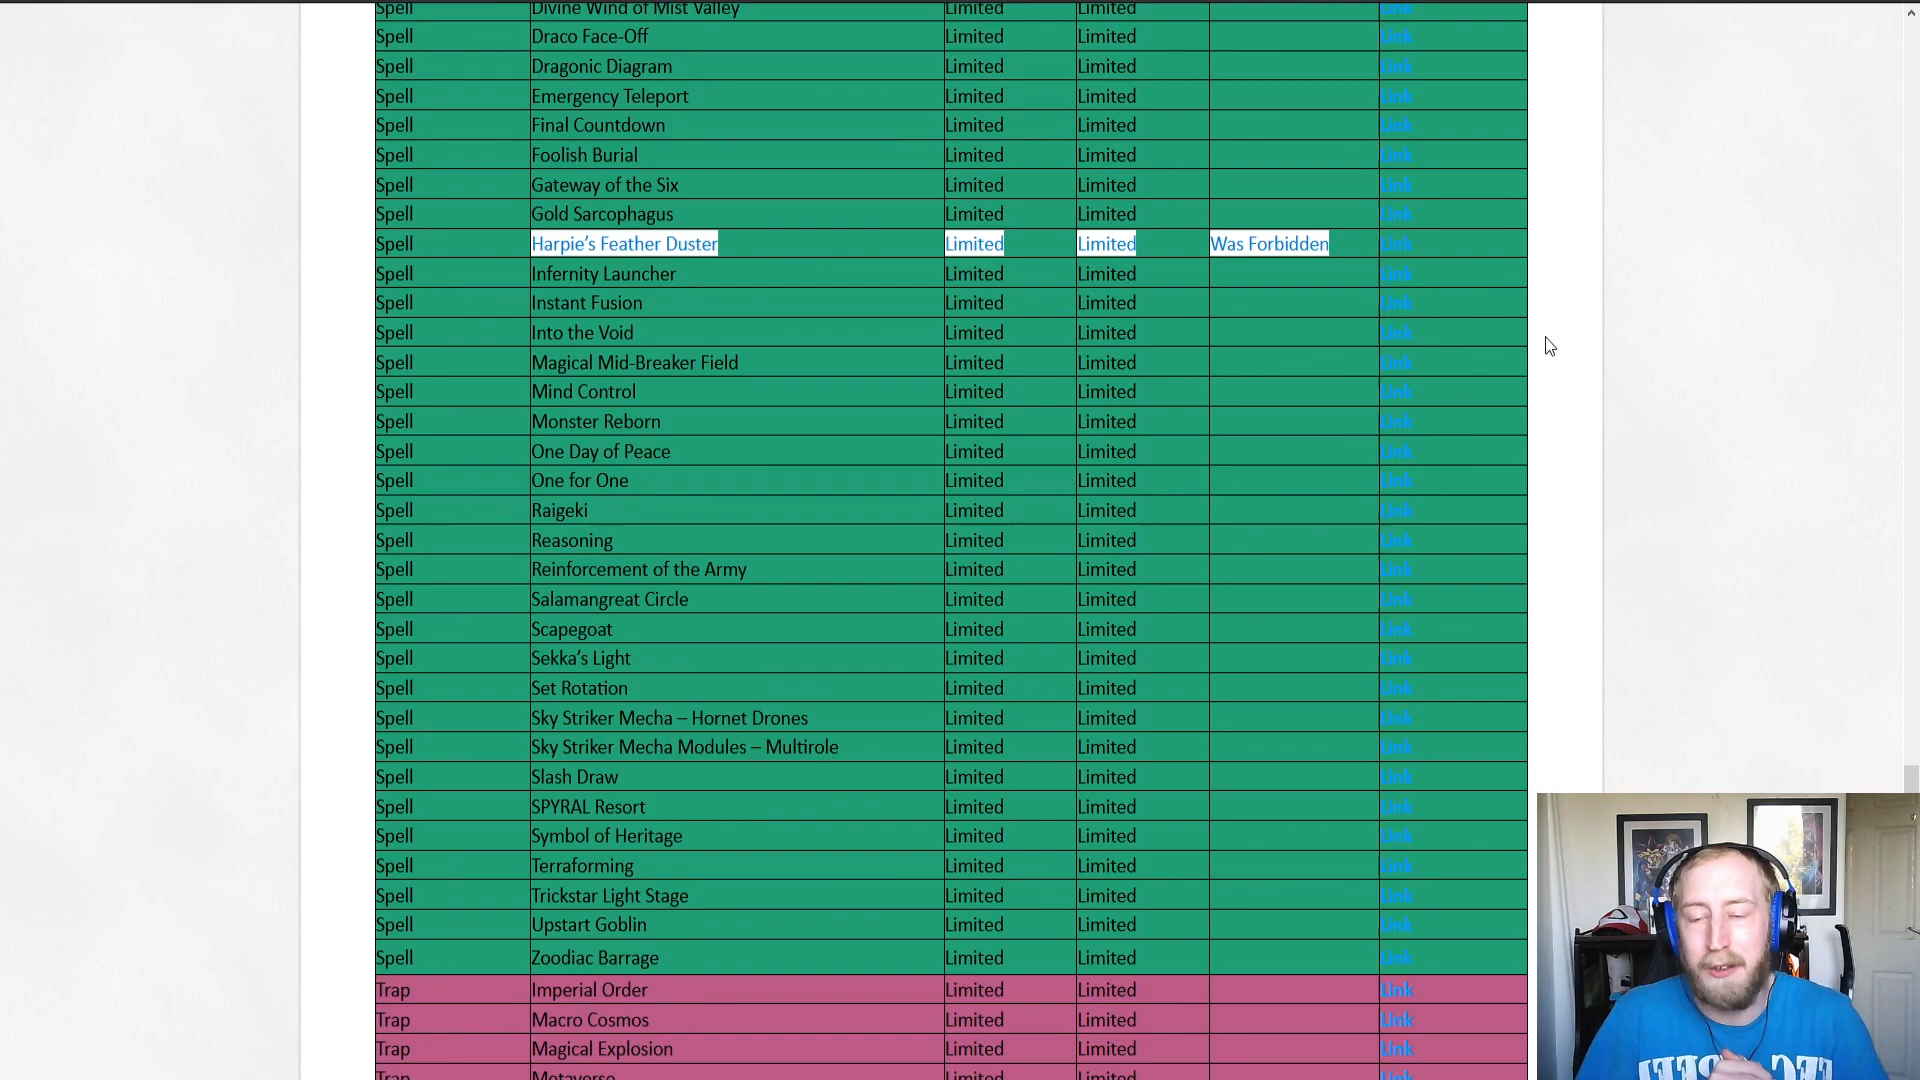 Spell Divine Wind of Mist Valley Limited Limited Link
Spell Draco Face-Off Limited Limited Link
Spell Dragonic Diagram Limited Limited Link
Spell Emergency Teleport Limited Limited Link
Spell Final Countdown Limited Limited Link
Spell Foolish Burial Limited Limited Link
Spell Gateway of the Six Limited Limited Link
Spell Gold Sarcophagus Limited Limited Link
Spell Harpie’s Feather Duster Limited Limited Was Forbidden Link
Spell Infernity Launcher Limited Limited Link
Spell Instant Fusion Limited Limited Link
Spell Into the Void Limited Limited Link
Spell Magical Mid-Breaker Field Limited Limited Link
Spell Mind Control Limited Limited Link
Spell Monster Reborn Limited Limited Link
Spell One Day of Peace Limited Limited Link
Spell One for One Limited Limited Link
Spell Raigeki Limited Limited Link
Spell Reasoning Limited Limited Link
Spell Reinforcement of the Army Limited Limited Link
Spell Salamangreat Circle Limited Limited Link
Spell Scapegoat Limited Limited Link
Spell Sekka’s Light Limited Limited Link
Spell Set Rotation Limited Limited Link
Spell Sky Striker Mecha – Hornet Drones Limited Limited Link
Spell Sky Striker Mecha Modules – Multirole Limited Limited Link
Spell Slash Draw Limited Limited Link
Spell SPYRAL Resort Limited Limited Link
Spell Symbol of Heritage Limited Limited Link
Spell Terraforming Limited Limited Link
Spell Trickstar Light Stage Limited Limited Link
Spell Upstart Goblin Limited Limited Link
Spell Zoodiac Barrage Limited Limited Link
Trap Imperial Order Limited Limited Link
Trap Macro Cosmos Limited Limited Link
Trap Magical Explosion Limited Limited Link
Trap Metaverse Limited Limited Link